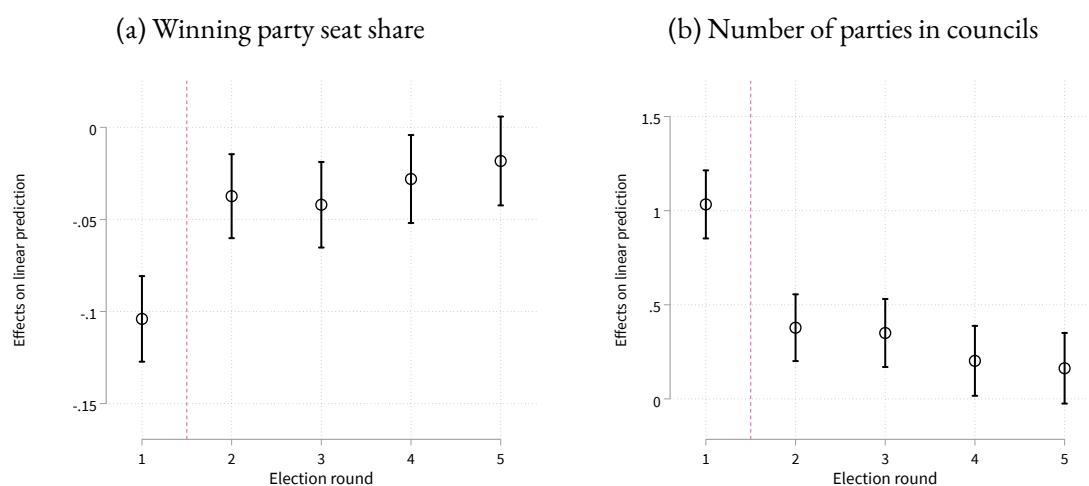 (a) Winning party seat share
Effects on linear prediction
0
-.05
-.1
-.15
1 2 3 4 5
Election round
(b) Number of parties in councils
Effects on linear prediction
1.5
1
.5
0
1 2 3 4 5
Election round